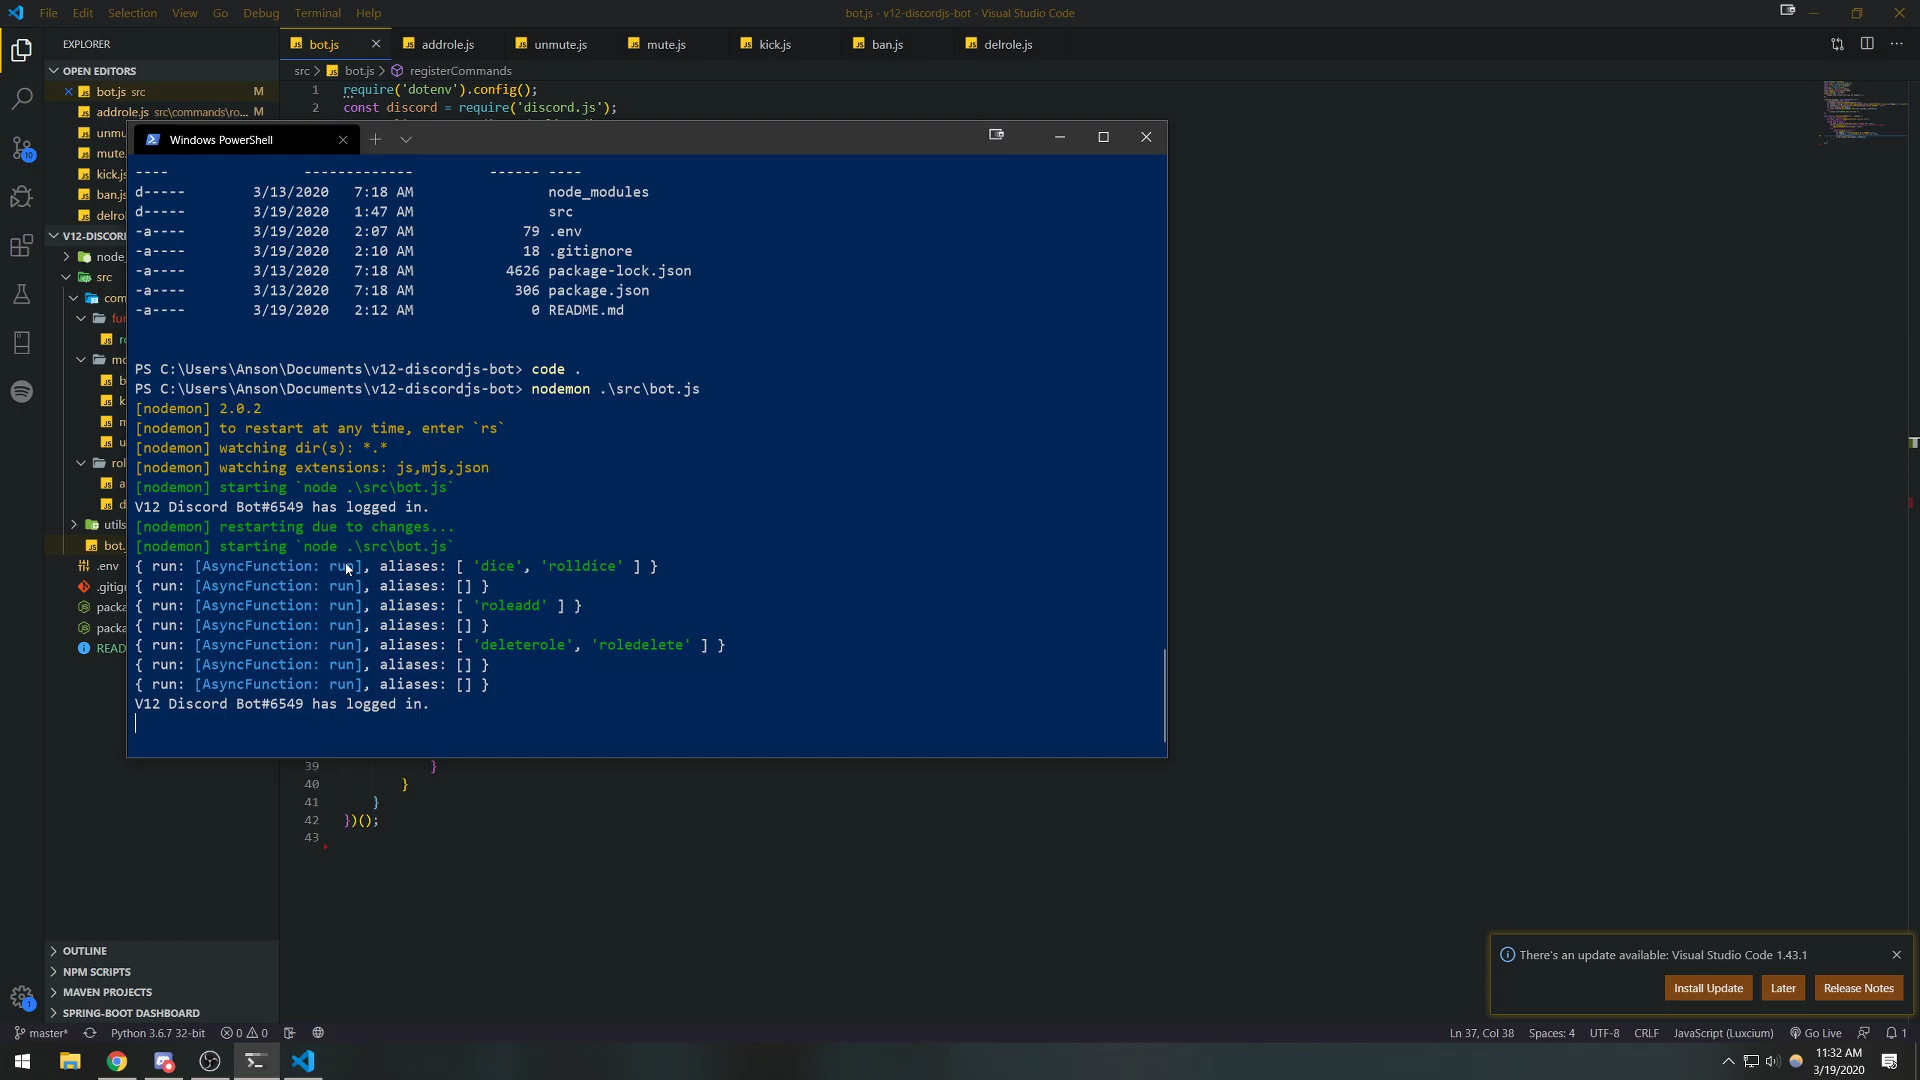 File Edit Selection View Go Debug Terminal Help
bot.js - v12-discordjs-bot - Visual Studio Code
EXPLORER
bot.js
addrole.js
unmute.js
mute.js
kick.js
ban.js
delrole.js
OPEN EDITORS
bot.js src M
addrole.js src\commands\ro... M
unmu
mute.
kick.js
ban.js
delro
V12-DISCORD
node_
src
com
fun
mo
b
k
m
u
rol
a
d
utils
bot.
.env
.gitign
packa
packa
READ
src > bot.js > registerCommands
1 require('dotenv').config();
2 const discord = require('discord.js');
Windows PowerShell
---- ------------- ------ ----
d----- 3/13/2020 7:18 AM node_modules
d----- 3/19/2020 1:47 AM src
-a---- 3/19/2020 2:07 AM 79 .env
-a---- 3/19/2020 2:10 AM 18 .gitignore
-a---- 3/13/2020 7:18 AM 4626 package-lock.json
-a---- 3/13/2020 7:18 AM 306 package.json
-a---- 3/19/2020 2:12 AM 0 README.md
PS C:\Users\Anson\Documents\v12-discordjs-bot> code .
PS C:\Users\Anson\Documents\v12-discordjs-bot> nodemon .\src\bot.js
[nodemon] 2.0.2
[nodemon] to restart at any time, enter `rs`
[nodemon] watching dir(s): *.*
[nodemon] watching extensions: js,mjs,json
[nodemon] starting `node .\src\bot.js`
V12 Discord Bot#6549 has logged in.
[nodemon] restarting due to changes...
[nodemon] starting `node .\src\bot.js`
{ run: [AsyncFunction: run], aliases: [ 'dice', 'rolldice' ] }
{ run: [AsyncFunction: run], aliases: [] }
{ run: [AsyncFunction: run], aliases: [ 'roleadd' ] }
{ run: [AsyncFunction: run], aliases: [] }
{ run: [AsyncFunction: run], aliases: [ 'deleterole', 'roledelete' ] }
{ run: [AsyncFunction: run], aliases: [] }
{ run: [AsyncFunction: run], aliases: [] }
V12 Discord Bot#6549 has logged in.
39 }
40 }
41 }
42 })();
43
OUTLINE
NPM SCRIPTS
MAVEN PROJECTS
SPRING-BOOT DASHBOARD
There's an update available: Visual Studio Code 1.43.1
Install Update
Later
Release Notes
master* Python 3.6.7 32-bit 0 0
Ln 37, Col 38 Spaces: 4 UTF-8 CRLF JavaScript (Luxcium) Go Live 1
11:32 AM
3/19/2020